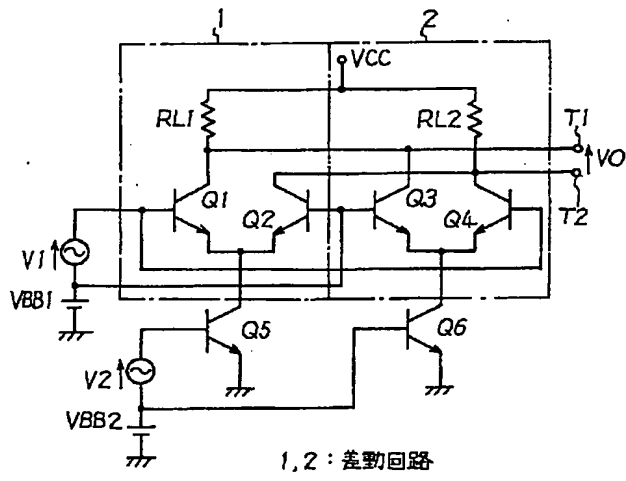 1
2
VCC
RL1
RL2
T1
VO
T2
Q1
Q2
Q3
Q4
V1
VBB1
Q5
Q6
V2
VBB2
1,2:差動回路